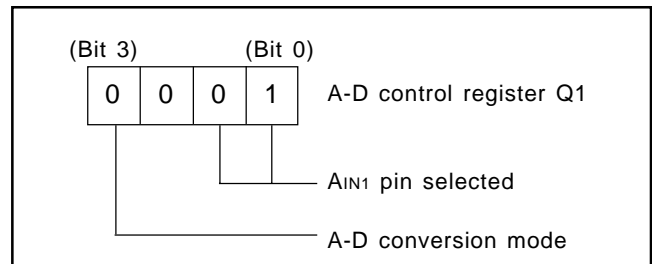 (Bit 3) (Bit 0)
0 0 0 1 A-D control register Q1
AIN1 pin selected
A-D conversion mode